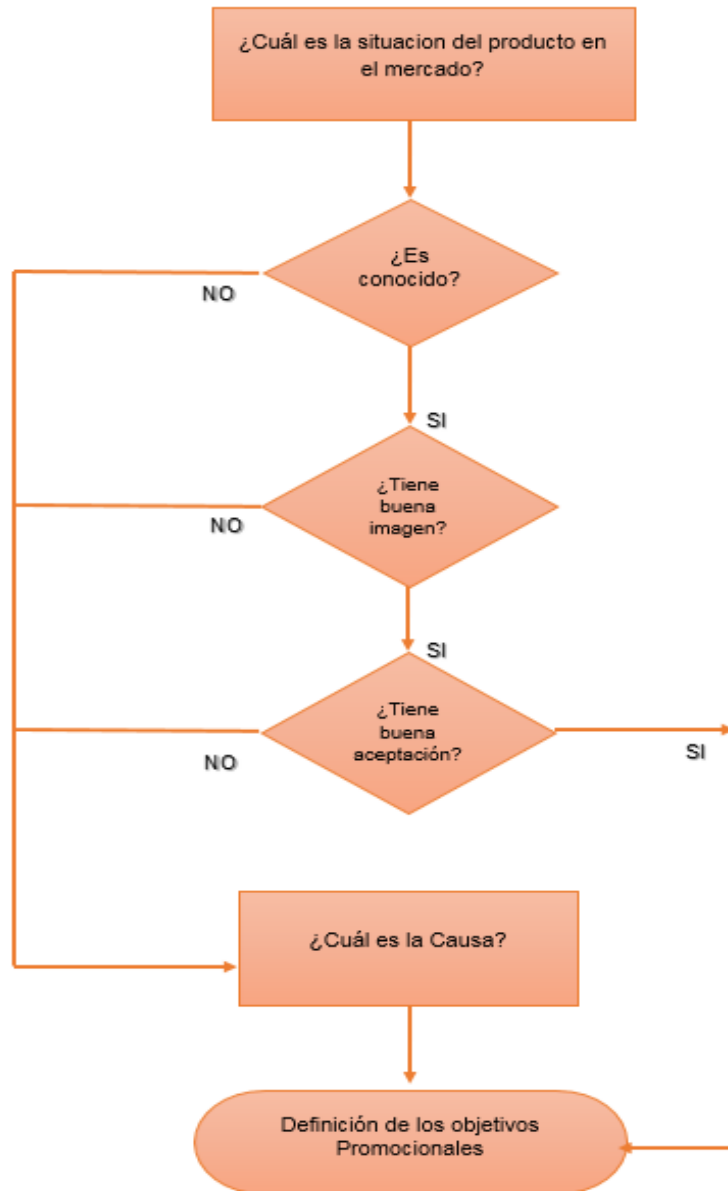 ¿Cuál es la situacion del producto en
el mercado?
¿Es
conocido?
NO
SI
¿Tiene
buena
imagen?
NO
SI
¿Tiene
buena
aceptación?
NO
SI
¿Cuál es la Causa?
Definición de los objetivos
Promocionales